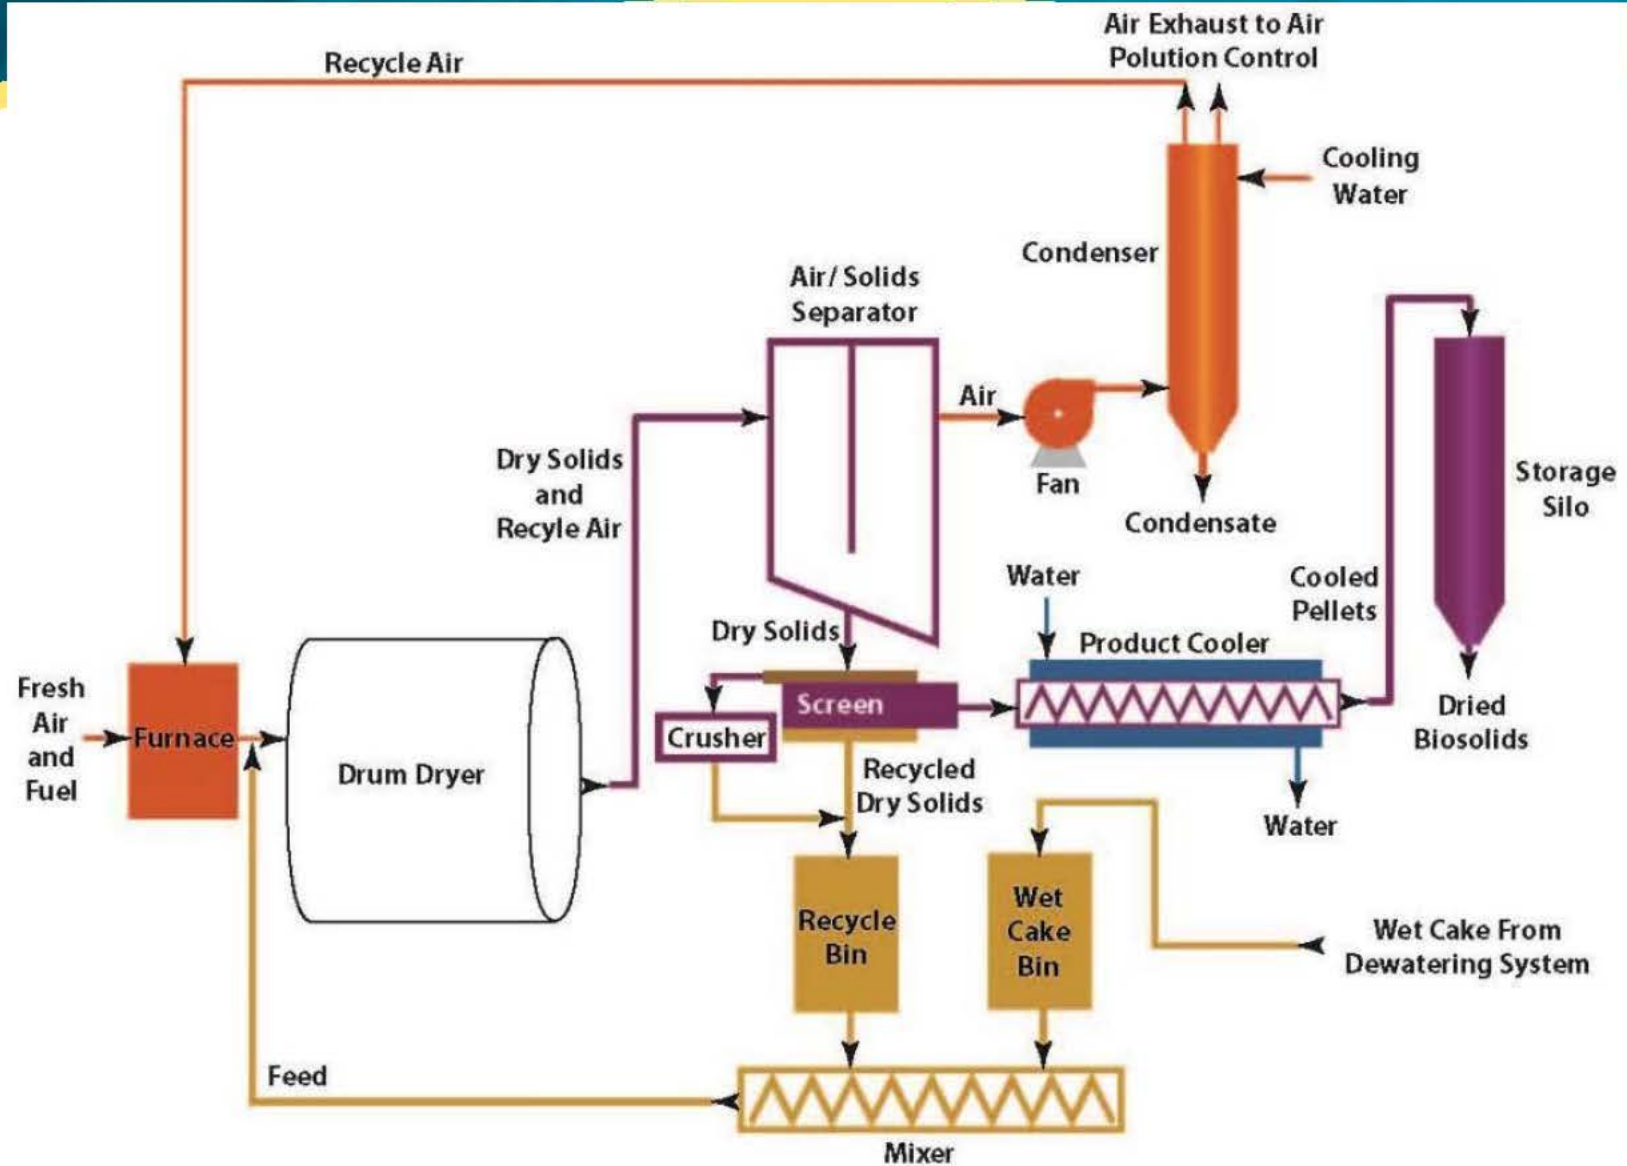 Air Exhaust to Air
Polution Control
Recycle Air
Cooling
Water
Condenser
Air/ Solids
Separator
Air
Fan
Condensate
Dry Solids
and
Recyle Air
Storage
Silo
Water
Cooled
Pellets
Dry Solids
Product Cooler
Fresh
Air
and
Fuel
Furnace
Drum Dryer
Screen
Crusher
Dried
Biosolids
Recycled
Dry Solids
Water
Recycle
Bin
Wet
Cake
Bin
Wet Cake From
Dewatering System
Feed
Mixer